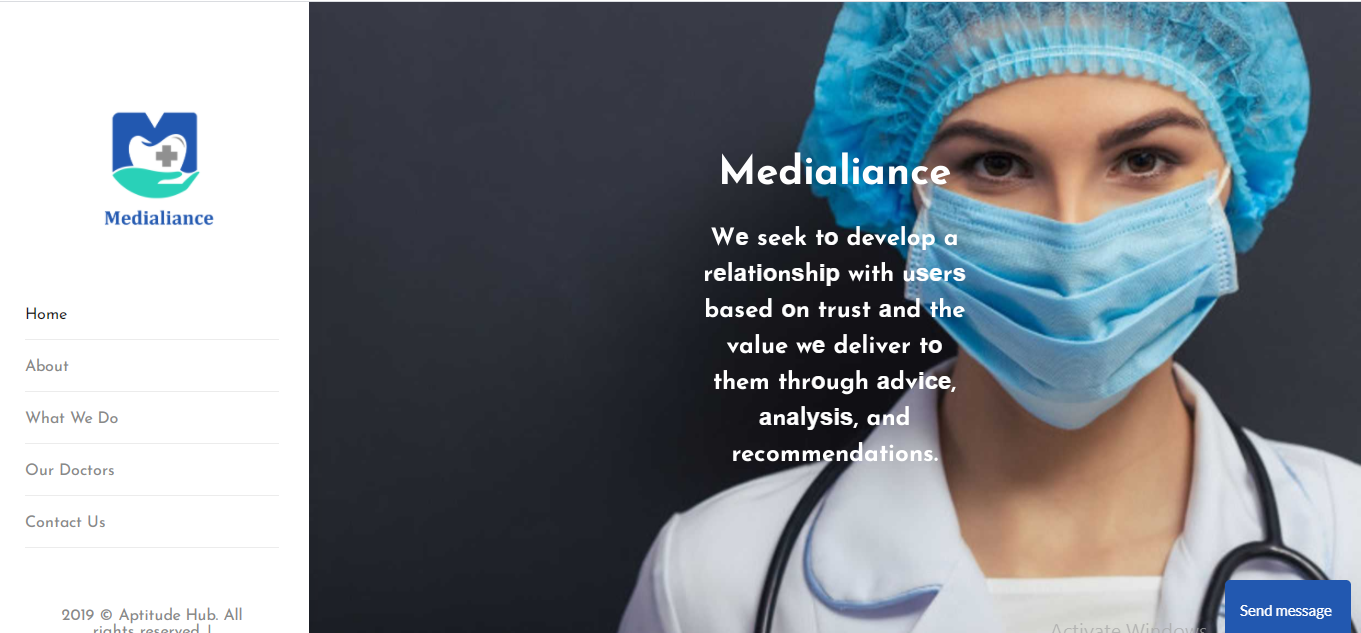 Medialiance
Home
About
What We Do
Our Doctors
Contact Us
2019 © Aptitude Hub. All
rights reserved. |
Medialiance
We seek to develop a
relationship with users
based on trust and the
value we deliver to
them through advice,
analysis, and
recommendations.
Send message
Activate Windows